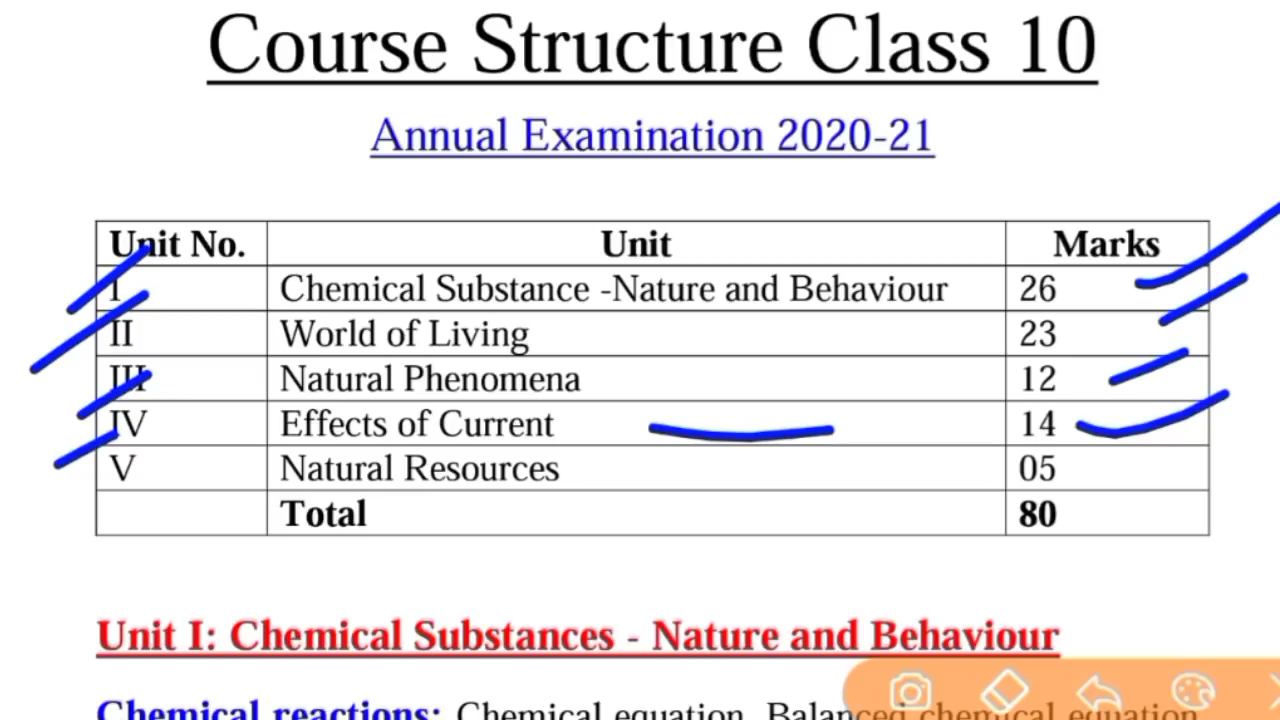 Course Structure Class 10
Annual Examination 2020-21
Unit No. Unit Marks
I Chemical Substance -Nature and Behaviour 26
II World of Living 23
III Natural Phenomena 12
IV Effects of Current 14
V Natural Resources 05
Total 80
Unit I: Chemical Substances - Nature and Behaviour
Chemical reactions: Chemical equation, Balanced chemical equation,